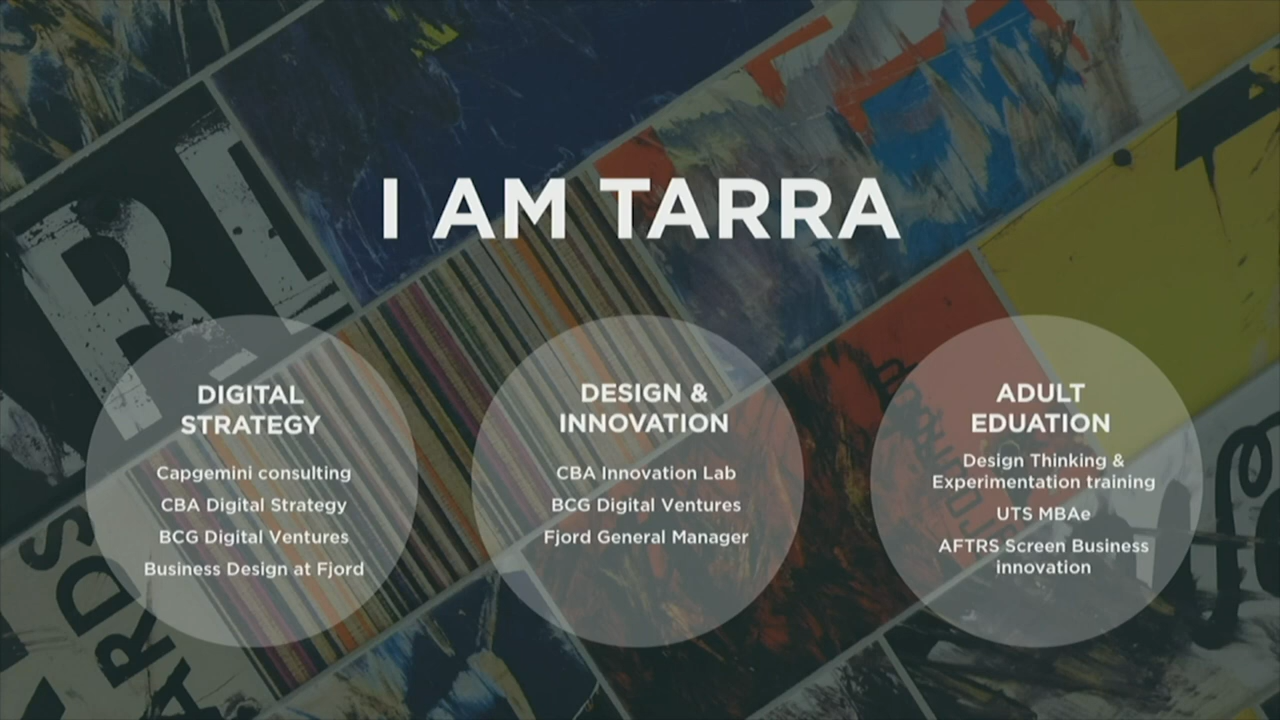 I AM TARRA
DIGITAL
STRATEGY
Capgemini consulting
CBA Digital Strategy
BCG Digital Ventures
Business Design at Fjord
DESIGN &
INNOVATION
CBA Innovation Lab
BCG Digital Ventures
Fjord General Manager
ADULT
EDUATION
Design Thinking &
Experimentation training
UTS MBAe
AFTRS Screen Business
innovation
ARDS